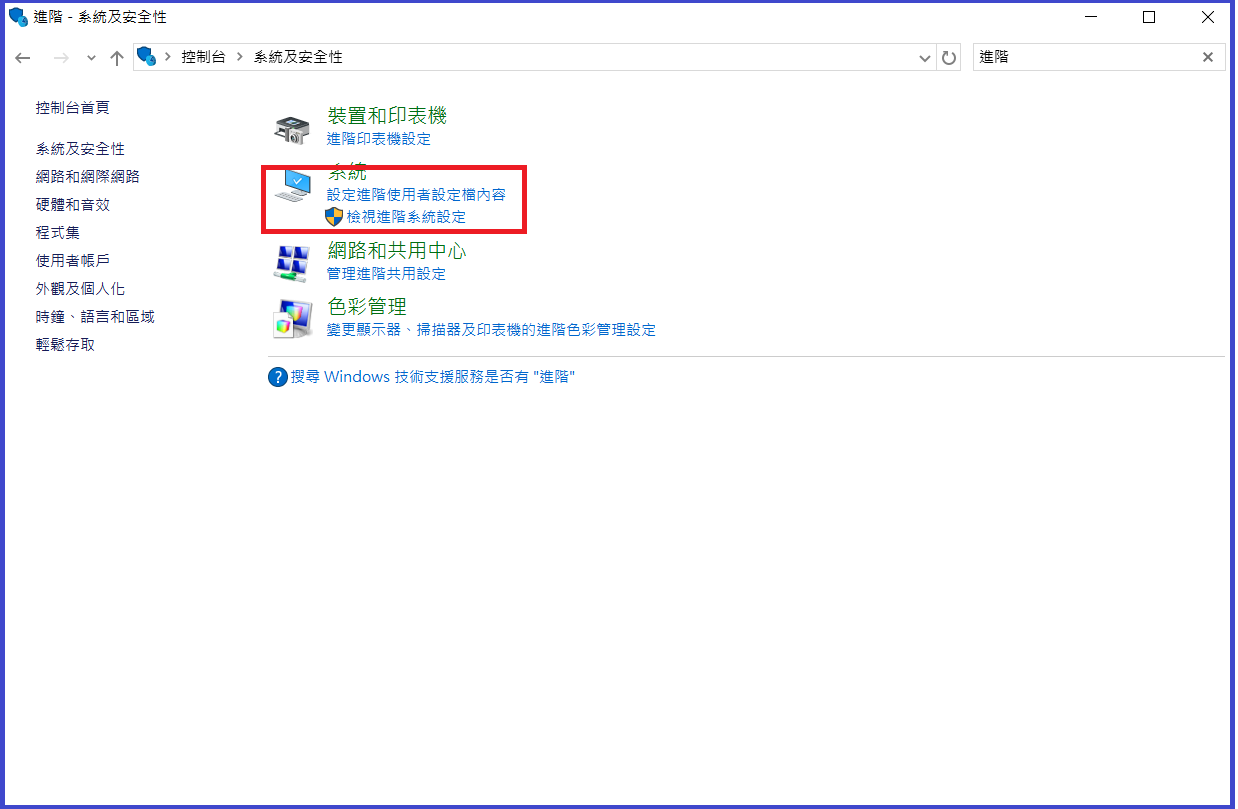 進階 - 系統及安全性
控制台 系統及安全性
進階
控制台首頁
系統及安全性
網路和網際網路
硬體和音效
程式集
使用者帳戶
外觀及個人化
時鐘、語言和區域
輕鬆存取
裝置和印表機
進階印表機設定
系統
設定進階使用者設定檔內容
檢視進階系統設定
網路和共用中心
管理進階共用設定
色彩管理
變更顯示器、掃描器及印表機的進階色彩管理設定
搜尋 Windows 技術支援服務是否有 "進階"